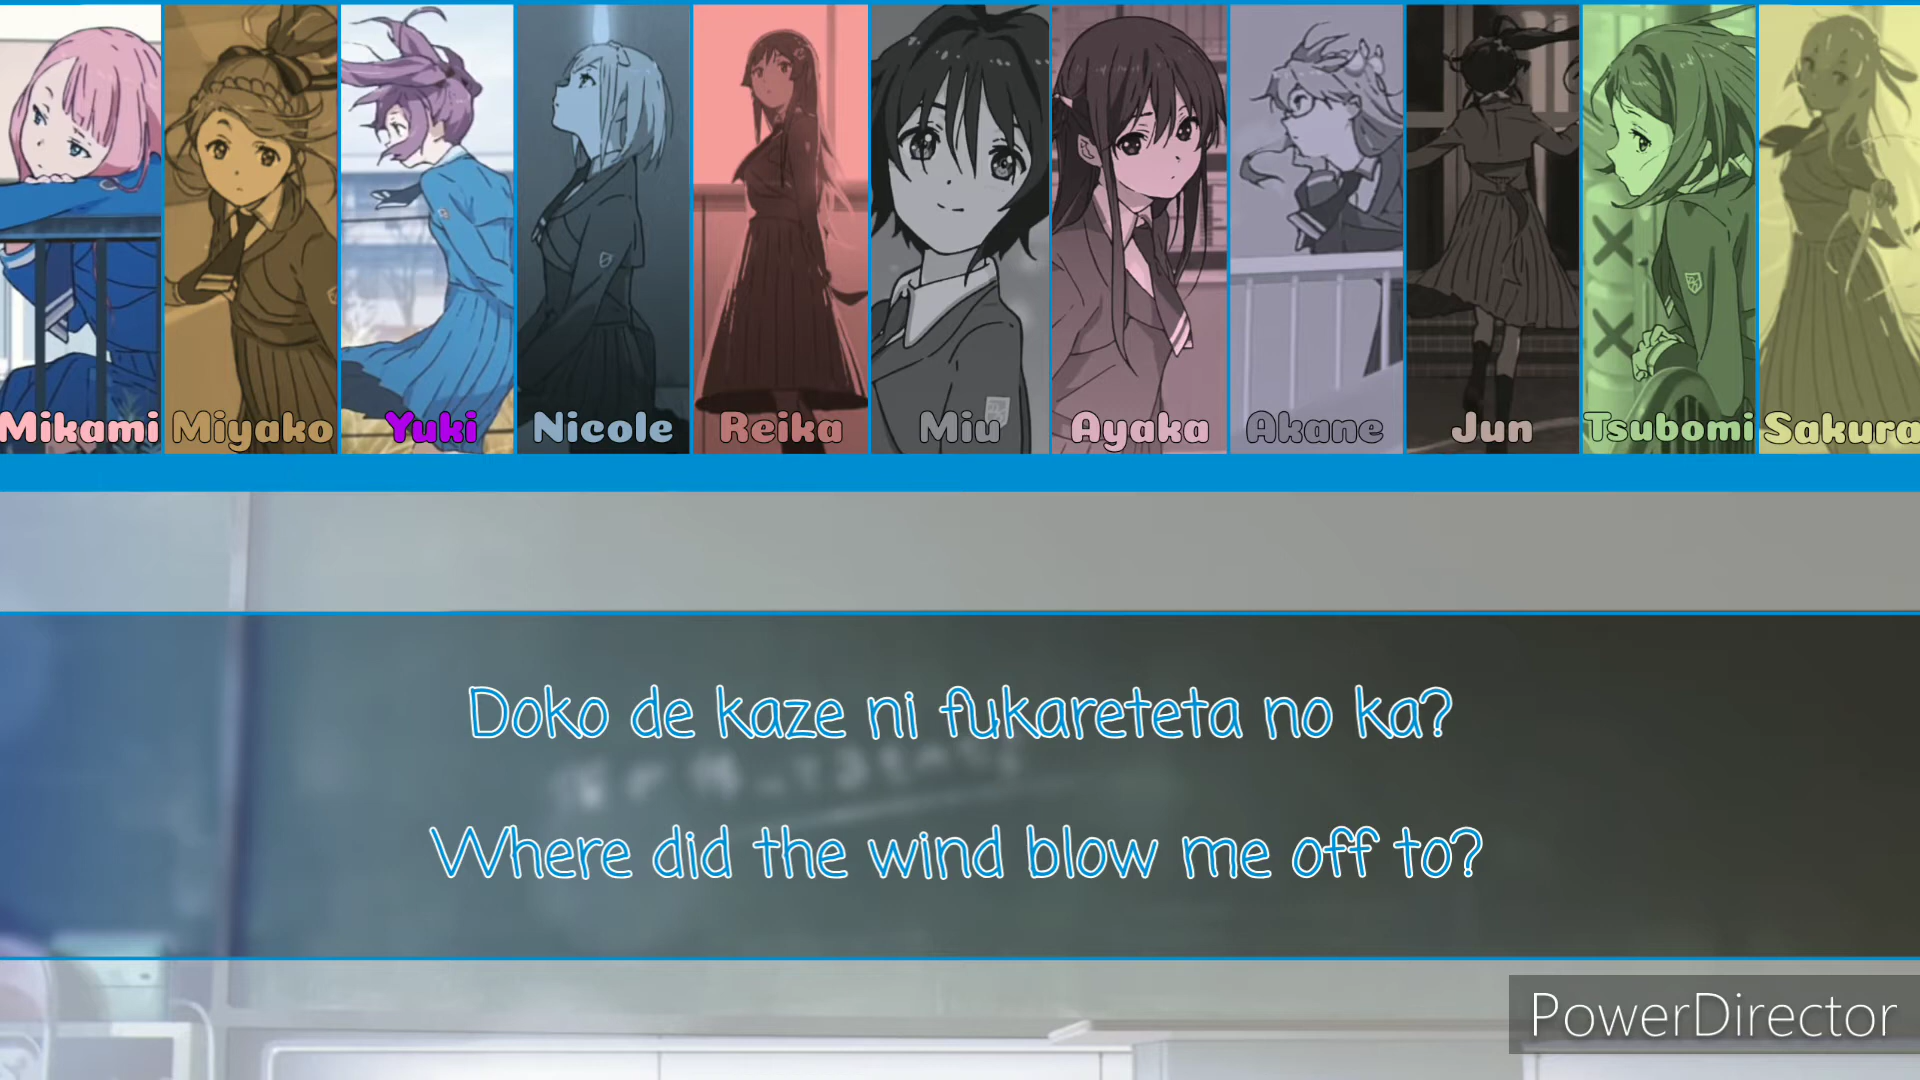 Mikami Miyako Yuki Nicole Reika Miu Ayaka Akane Jun Tsubomi Sakura
Doko de kaze ni fukareteta no ka?
Where did the wind blow me off to?
PowerDirector